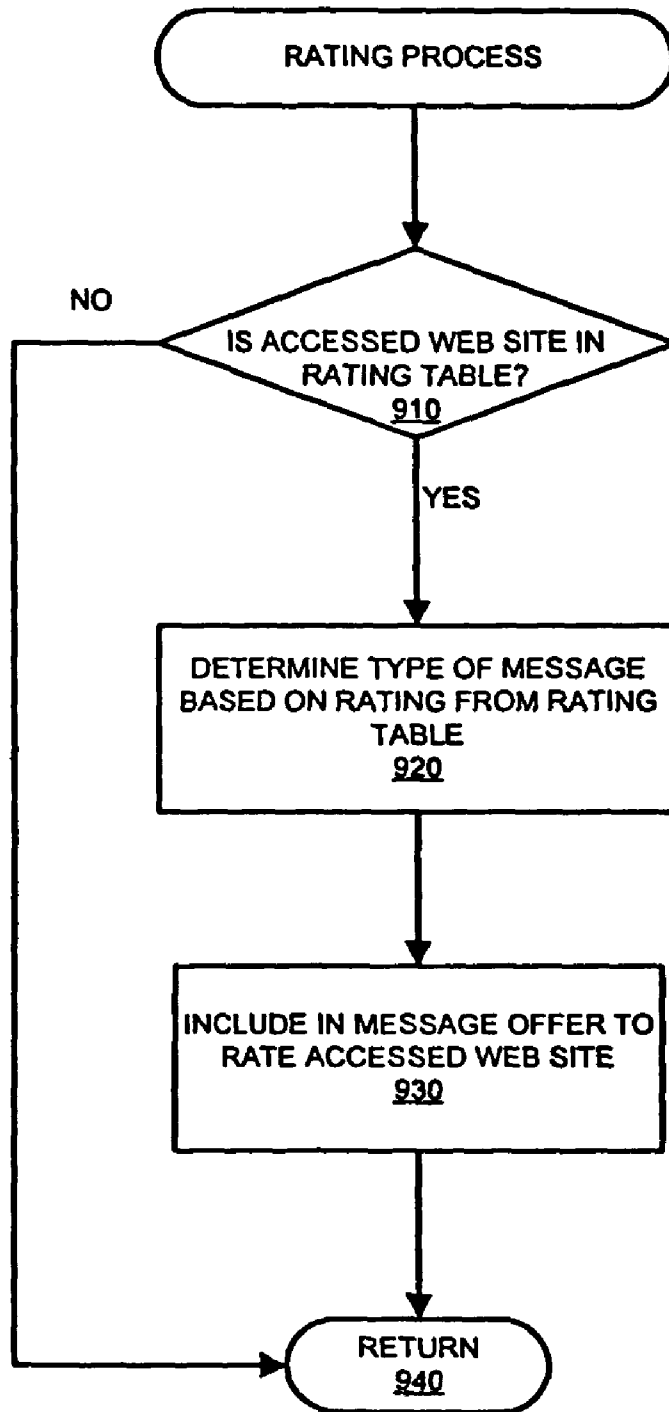 RATING PROCESS
NO
IS ACCESSED WEB SITE IN
RATING TABLE?
910
YES
DETERMINE TYPE OF MESSAGE
BASED ON RATING FROM RATING
TABLE
920
INCLUDE IN MESSAGE OFFER TO
RATE ACCESSED WEB SITE
930
RETURN
940